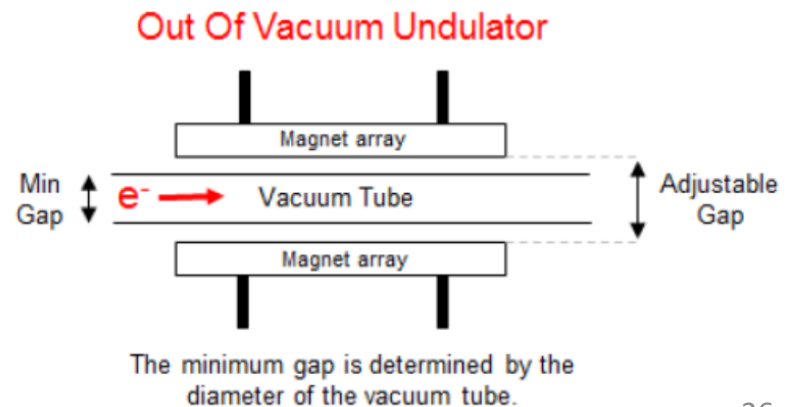 Out Of Vacuum Undulator
Magnet array
Min
Gap
e⁻
Vacuum Tube
Adjustable
Gap
Magnet array
The minimum gap is determined by the
diameter of the vacuum tube.